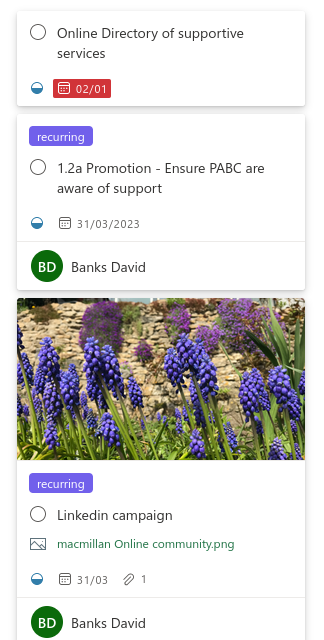 Online Directory of supportive
services
02/01
recurring
1.2a Promotion - Ensure PABC are
aware of support
31/03/2023
BD Banks David
recurring
Linkedin campaign
macmillan Online community.png
31/03 1
BD Banks David